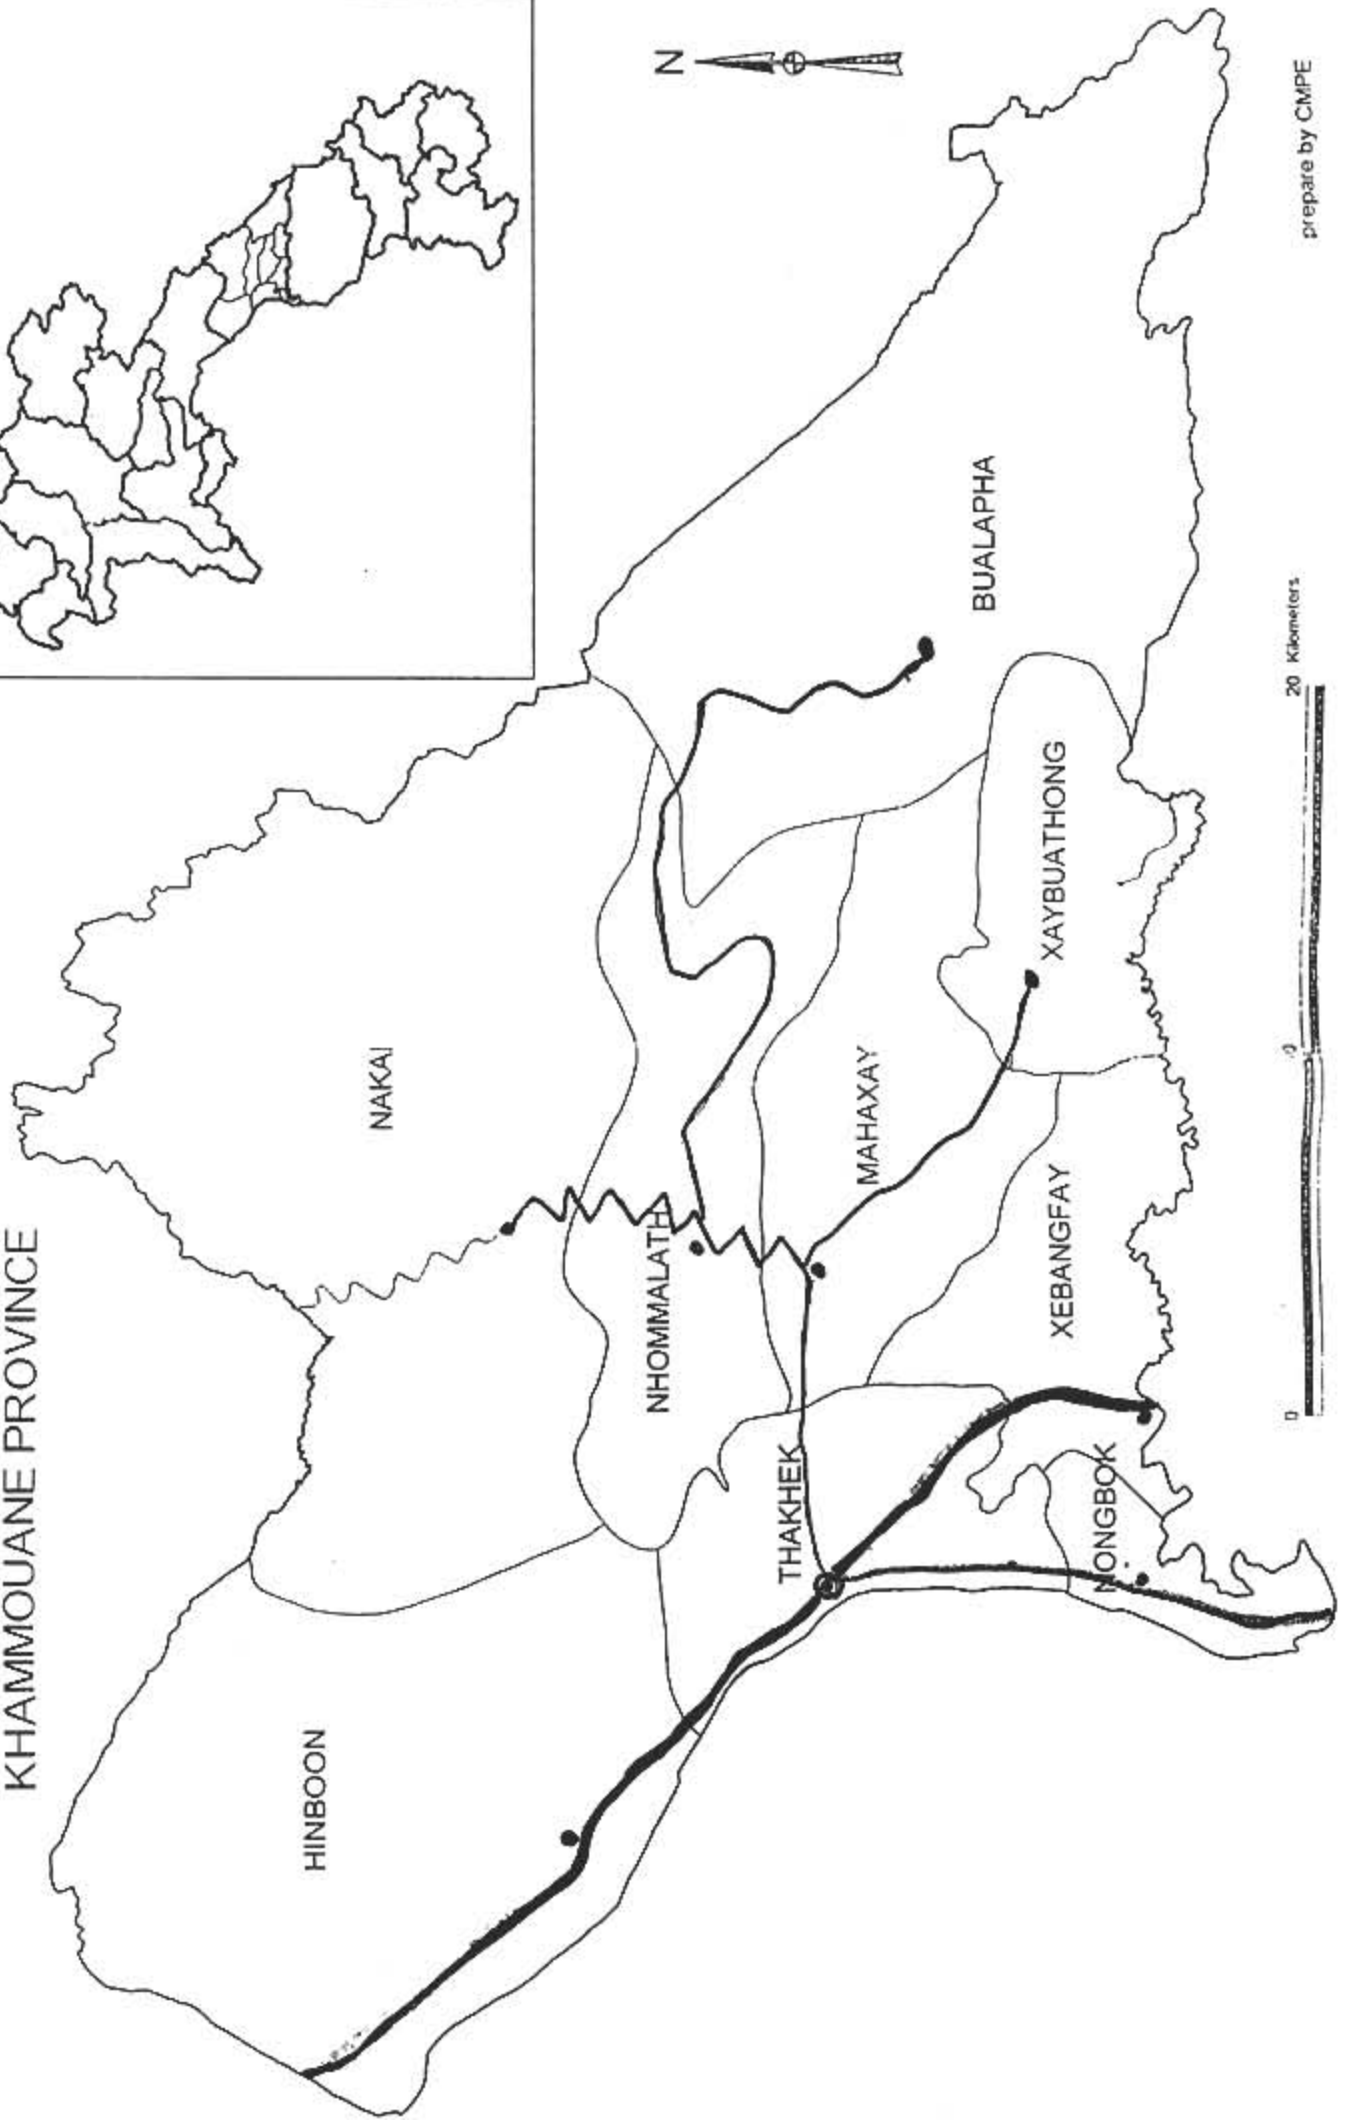 KHAMMOUANE PROVINCE
N
NAKAI
HINBOON
NHOMMALATH
BUALAPHA
MAHAXAY
THAKHEK
XAYBUATHONG
XEBANGFAY
NONGBOK
0
20 Kilometers
prepare by CMPE